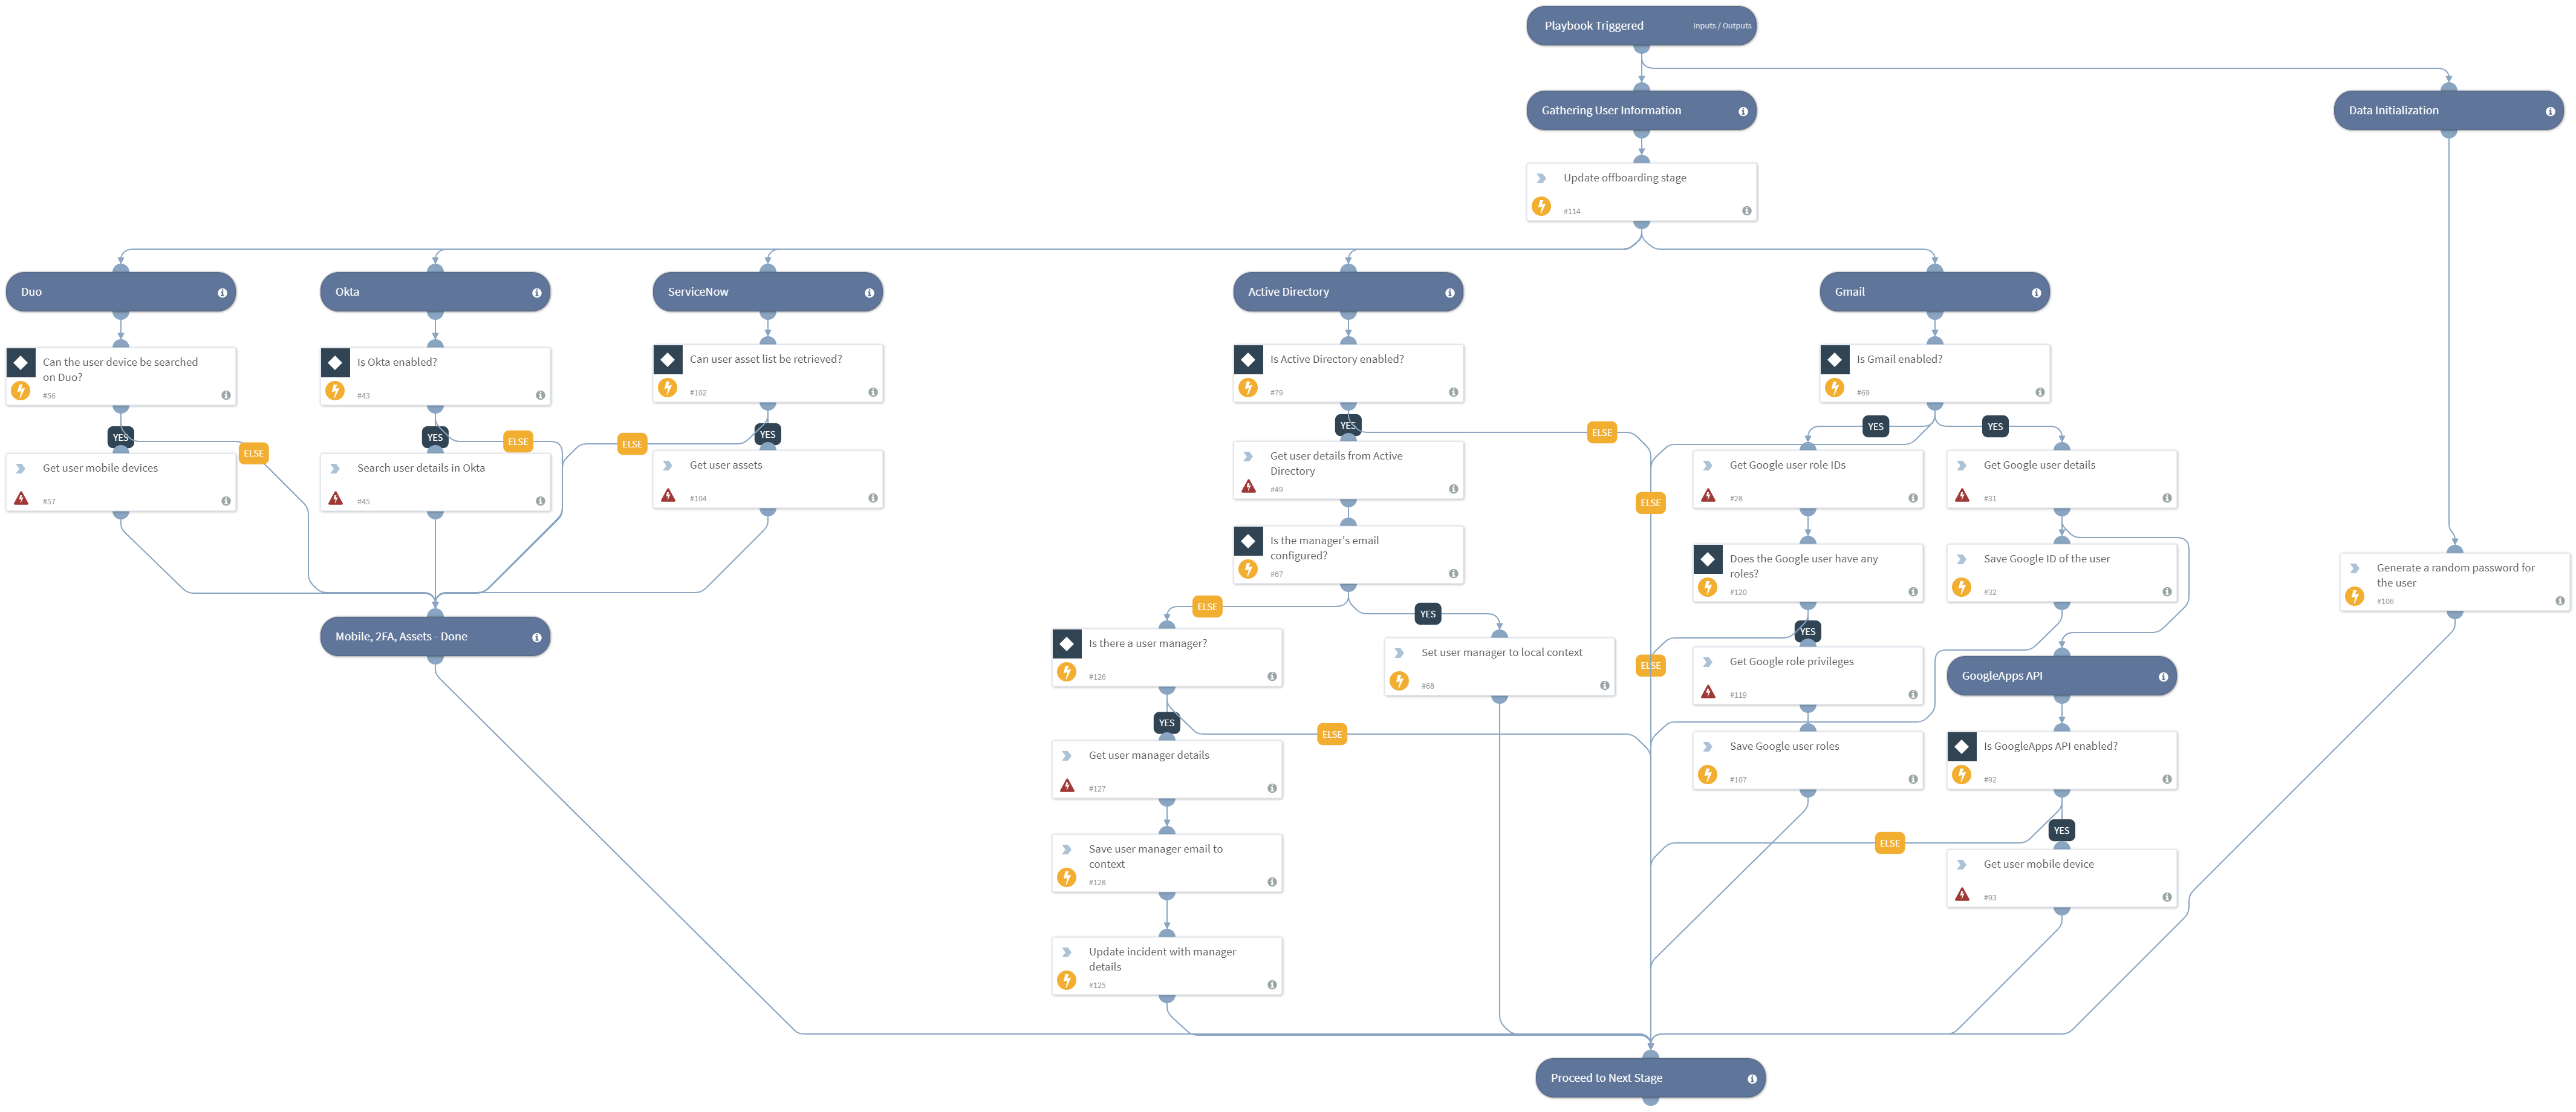 Playbook Triggered
Inputs / Outputs
Gathering User Information
Data Initialization
Update offboarding stage
#114
Duo
Okta
ServiceNow
Active Directory
Gmail
Can the user device be searched
on Duo?
#56
Is Okta enabled?
#43
Can user asset list be retrieved?
#102
Is Active Directory enabled?
#79
Is Gmail enabled?
#69
YES
ELSE
YES
ELSE
ELSE
YES
YES
ELSE
YES
YES
Get user mobile devices
#57
Search user details in Okta
#45
Get user assets
#104
Get user details from Active
Directory
#49
ELSE
Get Google user role IDs
#28
Get Google user details
#31
Is the manager's email
configured?
#67
Does the Google user have any
roles?
#120
Save Google ID of the user
#32
Generate a random password for
the user
#106
Mobile, 2FA, Assets - Done
ELSE
YES
YES
Is there a user manager?
#126
Set user manager to local context
#68
ELSE
Get Google role privileges
#119
GoogleApps API
YES
ELSE
Get user manager details
#127
Save Google user roles
#107
Is GoogleApps API enabled?
#92
ELSE
YES
Save user manager email to
context
#128
Get user mobile device
#93
Update incident with manager
details
#125
Proceed to Next Stage